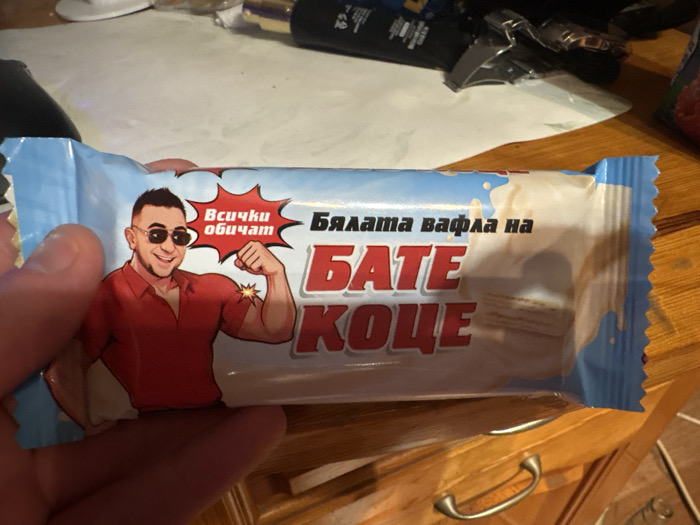 Всички
обичат
Бялата вафла на
БАТЕ
КОЦЕ